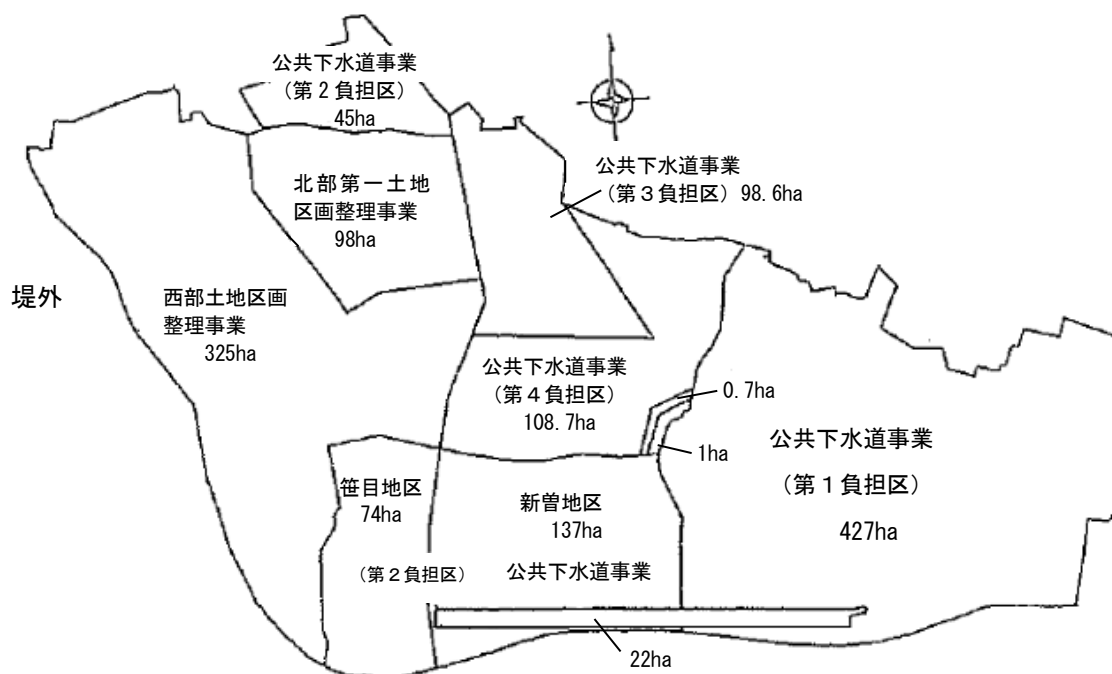 公共下水道事業
（第２負担区）
45ha
北部第一土地
区画整理事業
98ha
公共下水道事業
（第３負担区）98.6ha
堤外
西部土地区画
整理事業
325ha
公共下水道事業
（第４負担区）
108.7ha
0.7ha
1ha
公共下水道事業
（第１負担区）
427ha
笹目地区
74ha
新曽地区
137ha
（第２負担区）
公共下水道事業
22ha